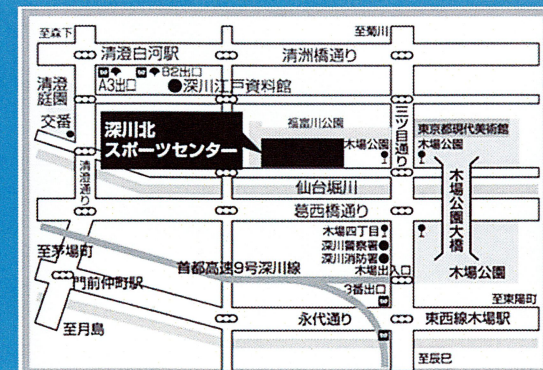 至森下
至菊川
清澄白河駅
清洲橋通り
清澄
庭園
A3出口
B2出口
深川江戸資料館
交番
深川北
スポーツセンター
福富川公園
木場公園
三ツ目通り
東京都現代美術館
木場公園
清澄通り
仙台堀川
葛西橋通り
木場公園大橋
木場四丁目
深川警察署
深川消防署
木場出入口
木場公園
至茅場町
首都高速9号深川線
門前仲町駅
3番出口
至東陽町
至月島
永代通り
東西線木場駅
至辰巳